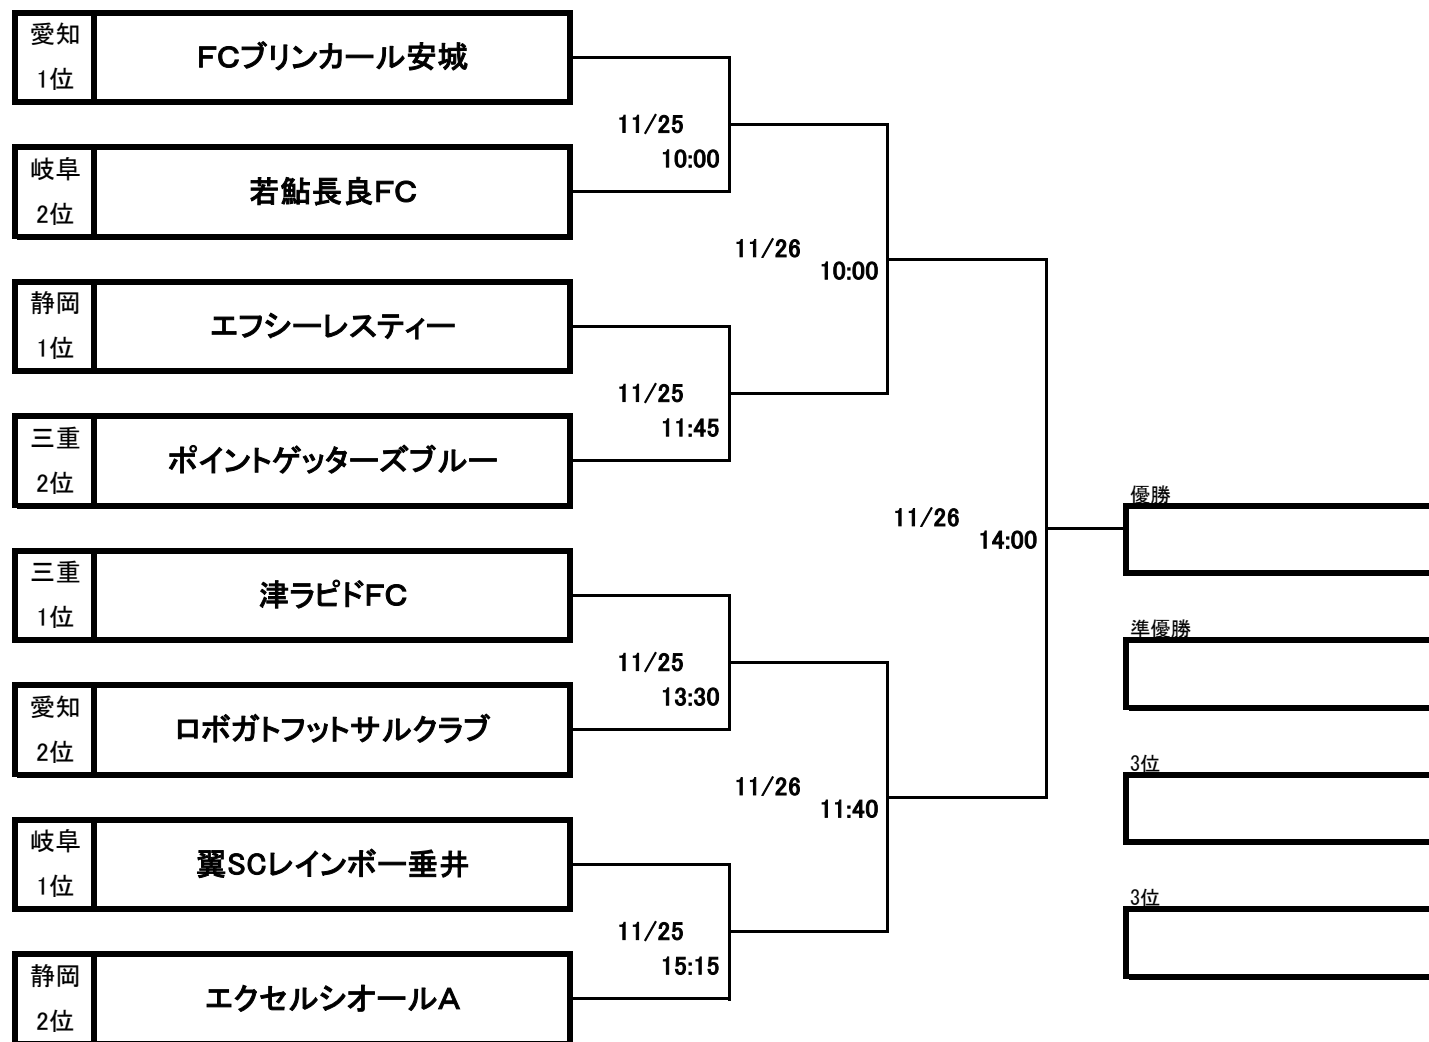 愛知
1位
FCブリンカール安城
11/25
10:00
岐阜
2位
若鮎長良FC
11/26
10:00
静岡
1位
エフシーレスティー
11/25
11:45
三重
2位
ポイントゲッターズブルー
11/26
14:00
優勝
三重
1位
津ラピドFC
準優勝
11/25
13:30
愛知
2位
ロボガトフットサルクラブ
3位
11/26
11:40
岐阜
1位
翼SCレインボー垂井
3位
11/25
15:15
静岡
2位
エクセルシオールA